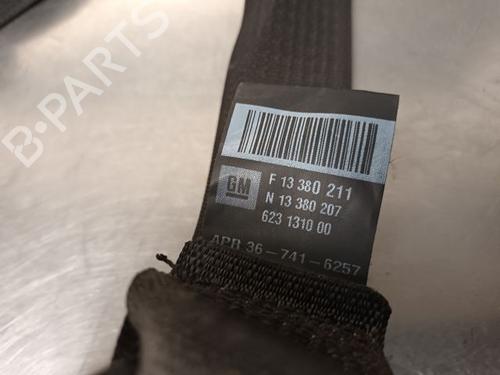 B-PARTS
GM
F 13 380 211
N 13 380 207
623 1310 00
APR 36-741-6257